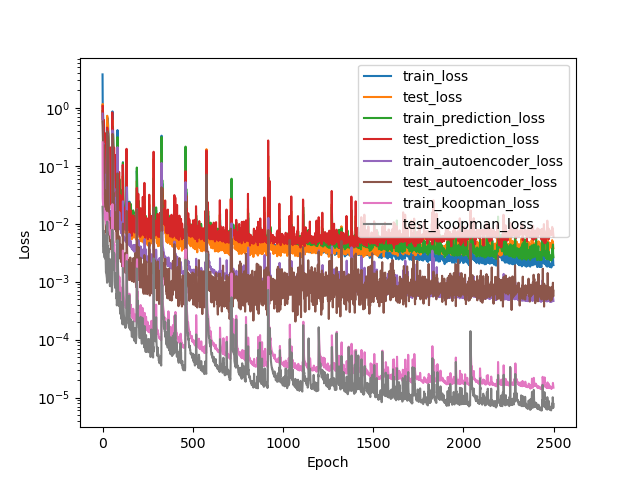 train_loss
test_loss
train_prediction_loss
test_prediction_loss
train_autoencoder_loss
test_autoencoder_loss
train_koopman_loss
test_koopman_loss
10⁰
10⁻¹
10⁻²
10⁻³
10⁻⁴
10⁻⁵
Loss
0 500 1000 1500 2000 2500
Epoch